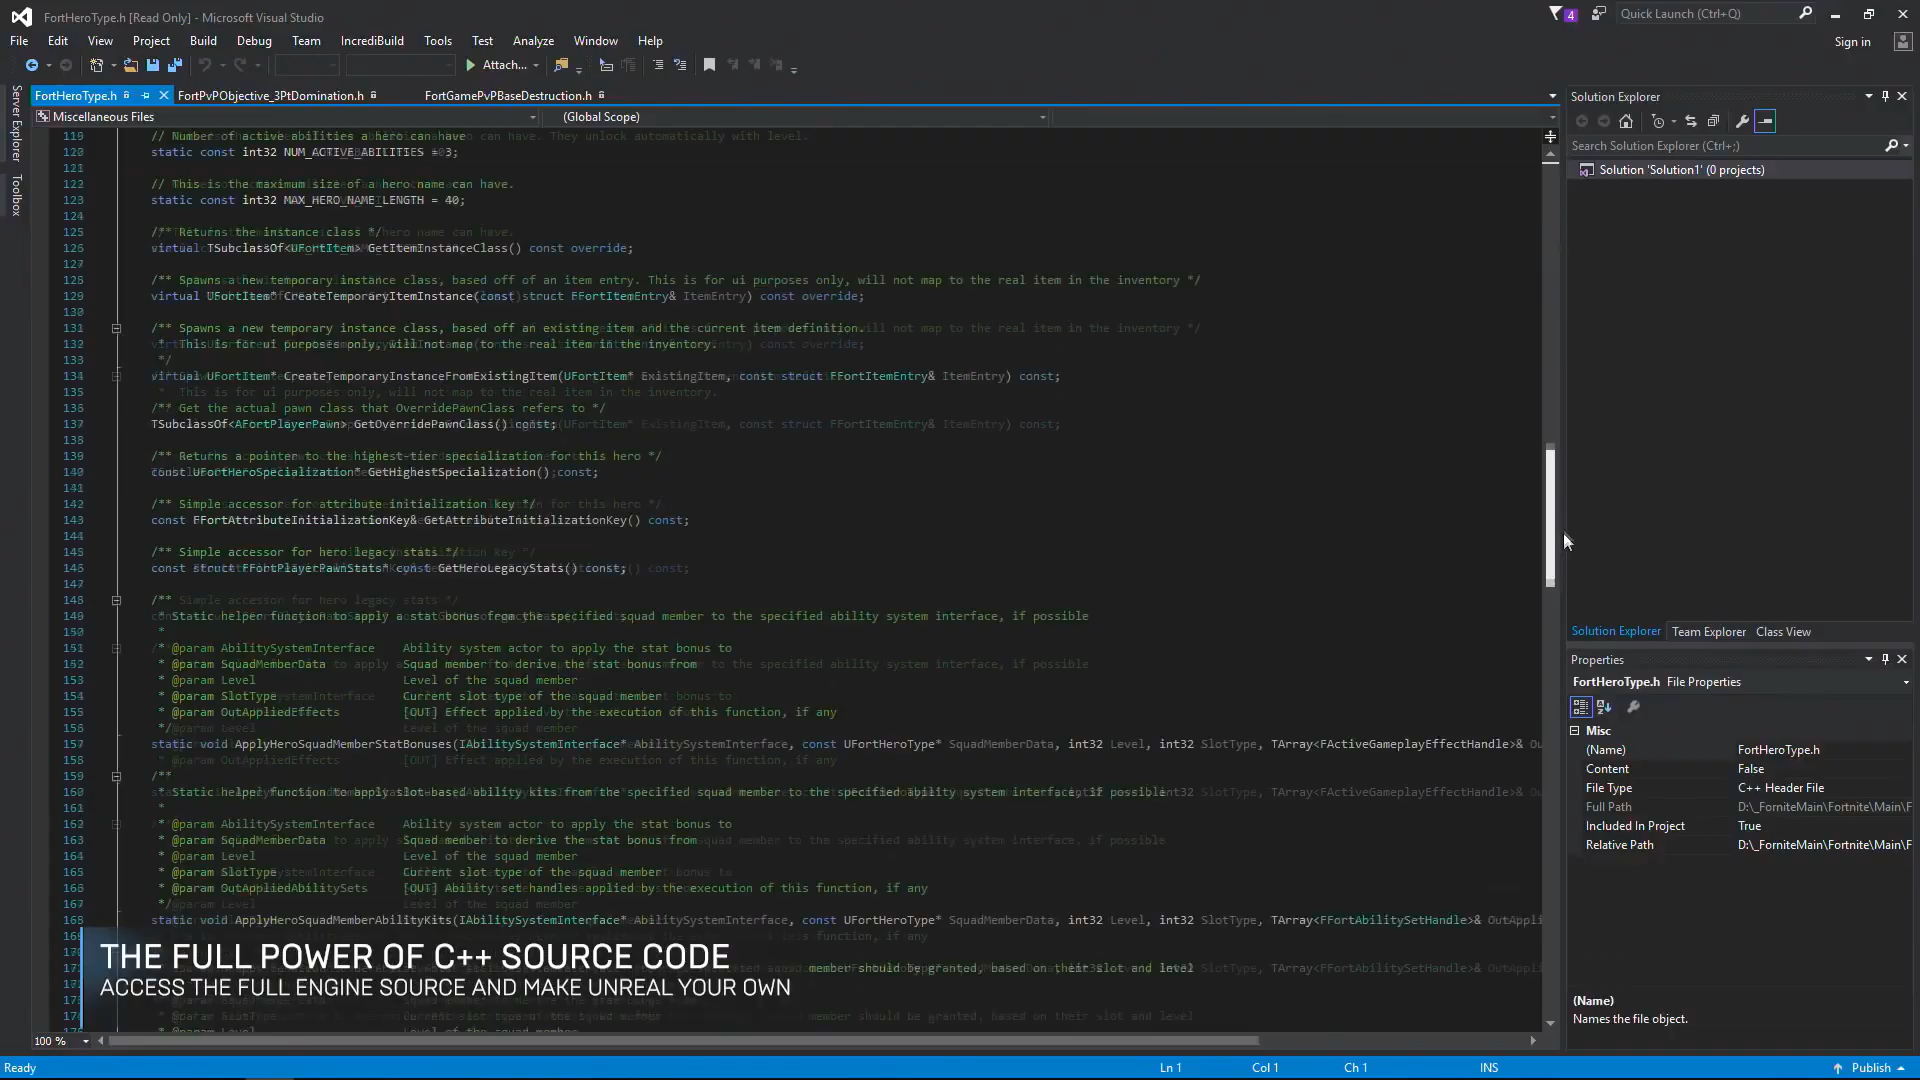 FortHeroType.h [Read Only] - Microsoft Visual Studio
4
Quick Launch (Ctrl+Q)
File Edit View Project Build Debug Team IncrediBuild Tools Test Analyze Window Help
Sign in
Attach...
Server Explorer
Toolbox
FortHeroType.h FortPvPObjective_3PtDomination.h FortGamePvPBaseDestruction.h
Miscellaneous Files (Global Scope)
119 // Number of active abilities a hero can have
120 static const int32 NUM_ACTIVE_ABILITIES = 3;
121
122 // This is the maximum size of a hero name can have.
123 static const int32 MAX_HERO_NAME_LENGTH = 40;
124
125 /** Returns the instance class */
126 virtual TSubclassOf<UFortItem> GetItemInstanceClass() const override;
127
128 /** Spawns a new temporary instance class, based off of an item entry. This is for ui purposes only, will not map to the real item in the inventory */
129 virtual UFortItem* CreateTemporaryItemInstance(const struct FFortItemEntry& ItemEntry) const override;
130
131 /** Spawns a new temporary instance class, based off an existing item and the current item definition.
132 * This is for ui purposes only, will not map to the real item in the inventory.
133 */
134 virtual UFortItem* CreateTemporaryInstanceFromExistingItem(UFortItem* ExistingItem, const struct FFortItemEntry& ItemEntry) const;
135
136 /** Get the actual pawn class that OverridePawnClass refers to */
137 TSubclassOf<AFortPlayerPawn> GetOverridePawnClass() const;
138
139 /** Returns a pointer to the highest-tier specialization for this hero */
140 const UFortHeroSpecialization* GetHighestSpecialization() const;
141
142 /** Simple accessor for attribute initialization key */
143 const FFortAttributeInitializationKey& GetAttributeInitializationKey() const;
144
145 /** Simple accessor for hero legacy stats */
146 const struct FFortPlayerPawnStats* const GetHeroLegacyStats() const;
147
148 /**
149 * Static helper function to apply a stat bonus from the specified squad member to the specified ability system interface, if possible
150 *
151 * @param AbilitySystemInterface Ability system actor to apply the stat bonus to
152 * @param SquadMemberData Squad member to derive the stat bonus from
153 * @param Level Level of the squad member
154 * @param SlotType Current slot type of the squad member
155 * @param OutAppliedEffects [OUT] Effect applied by the execution of this function, if any
156 */
157 static void ApplyHeroSquadMemberStatBonuses(IAbilitySystemInterface* AbilitySystemInterface, const UFortHeroType* SquadMemberData, int32 Level, int32 SlotType, TArray<FActiveGameplayEffectHandle>& Ou
158
159 /**
160 * Static helper function to apply slot-based ability kits from the specified squad member to the specified ability system interface, if possible
161 *
162 * @param AbilitySystemInterface Ability system actor to apply the stat bonus to
163 * @param SquadMemberData Squad member to derive the stat bonus from
164 * @param Level Level of the squad member
165 * @param SlotType Current slot type of the squad member
166 * @param OutAppliedAbilitySets [OUT] Ability set handles applied by the execution of this function, if any
167 */
168 static void ApplyHeroSquadMemberAbilityKits(IAbilitySystemInterface* AbilitySystemInterface, const UFortHeroType* SquadMemberData, int32 Level, int32 SlotType, TArray<FFortAbilitySetHandle>& OutAppli
member should be granted, based on their slot and level
THE FULL POWER OF C++ SOURCE CODE
ACCESS THE FULL ENGINE SOURCE AND MAKE UNREAL YOUR OWN
100 %
Solution Explorer
Search Solution Explorer (Ctrl+;)
Solution 'Solution1' (0 projects)
Solution Explorer Team Explorer Class View
Properties
FortHeroType.h File Properties
Misc
(Name) FortHeroType.h
Content False
File Type C++ Header File
Full Path D:\_ForniteMain\Fortnite\Main\F
Included In Project True
Relative Path D:\_ForniteMain\Fortnite\Main\F
(Name)
Names the file object.
Ready Ln 1 Col 1 Ch 1 INS Publish